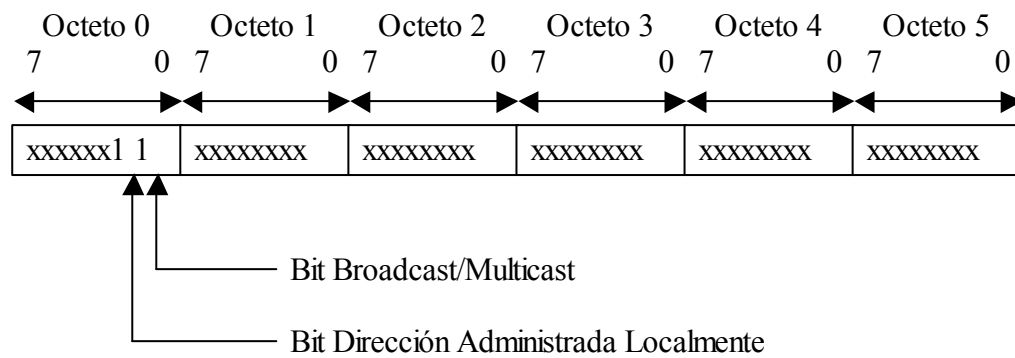 Octeto 0 Octeto 1 Octeto 2 Octeto 3 Octeto 4 Octeto 5
7 0 7 0 7 0 7 0 7 0 7 0
xxxxxx1 1 xxxxxxxx xxxxxxxx xxxxxxxx xxxxxxxx xxxxxxxx
Bit Broadcast/Multicast
Bit Dirección Administrada Localmente